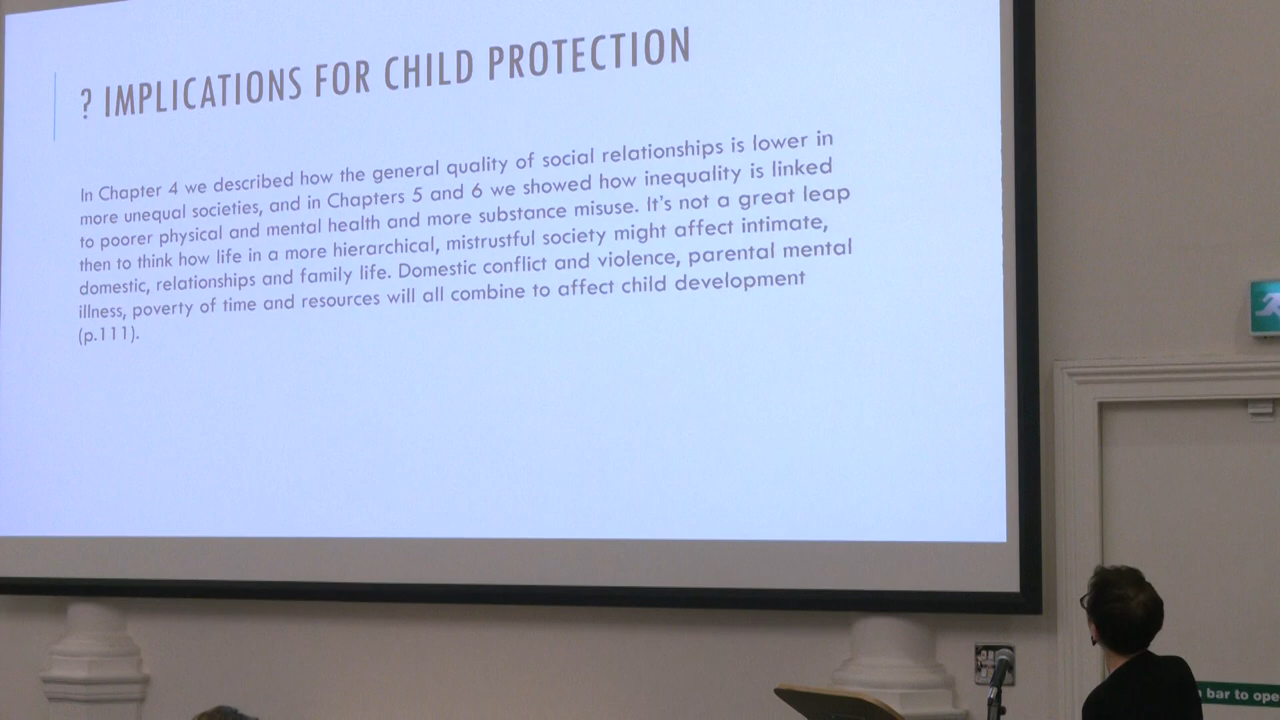 ? IMPLICATIONS FOR CHILD PROTECTION
In Chapter 4 we described how the general quality of social relationships is lower in
more unequal societies, and in Chapters 5 and 6 we showed how inequality is linked
to poorer physical and mental health and more substance misuse. It's not a great leap
then to think how life in a more hierarchical, mistrustful society might affect intimate,
domestic, relationships and family life. Domestic conflict and violence, parental mental
illness, poverty of time and resources will all combine to affect child development
(p.111).
bar to ope